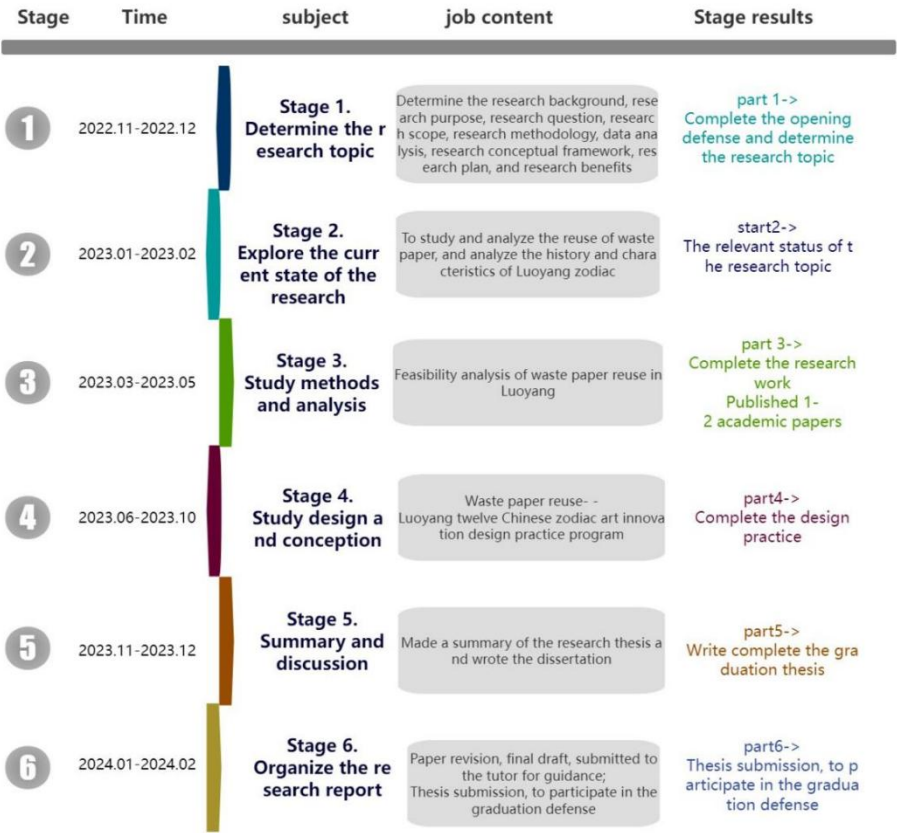 Stage Time subject job content Stage results
1
2022.11-2022.12
Stage 1.
Determine the r
esearch topic
Determine the research background, rese
arch purpose, research question, researc
h scope, research methodology, data ana
lysis, research conceptual framework, res
earch plan, and research benefits
part 1->
Complete the opening
defense and determine
the research topic
2
2023.01-2023.02
Stage 2.
Explore the curr
ent state of the
research
To study and analyze the reuse of waste
paper, and analyze the history and chara
cteristics of Luoyang zodiac
start2->
The relevant status of t
he research topic
3
2023.03-2023.05
Stage 3.
Study methods
and analysis
Feasibility analysis of waste paper reuse in
Luoyang
part 3->
Complete the research
work
Published 1-
2 academic papers
4
2023.06-2023.10
Stage 4.
Study design a
nd conception
Waste paper reuse- -
Luoyang twelve Chinese zodiac art innova
tion design practice program
part4->
Complete the design
practice
5
2023.11-2023.12
Stage 5.
Summary and
discussion
Made a summary of the research thesis a
nd wrote the dissertation
part5->
Write complete the gra
duation thesis
6
2024.01-2024.02
Stage 6.
Organize the re
search report
Paper revision, final draft, submitted to
the tutor for guidance;
Thesis submission, to participate in the
graduation defense
part6->
Thesis submission, to p
articipate in the gradua
tion defense